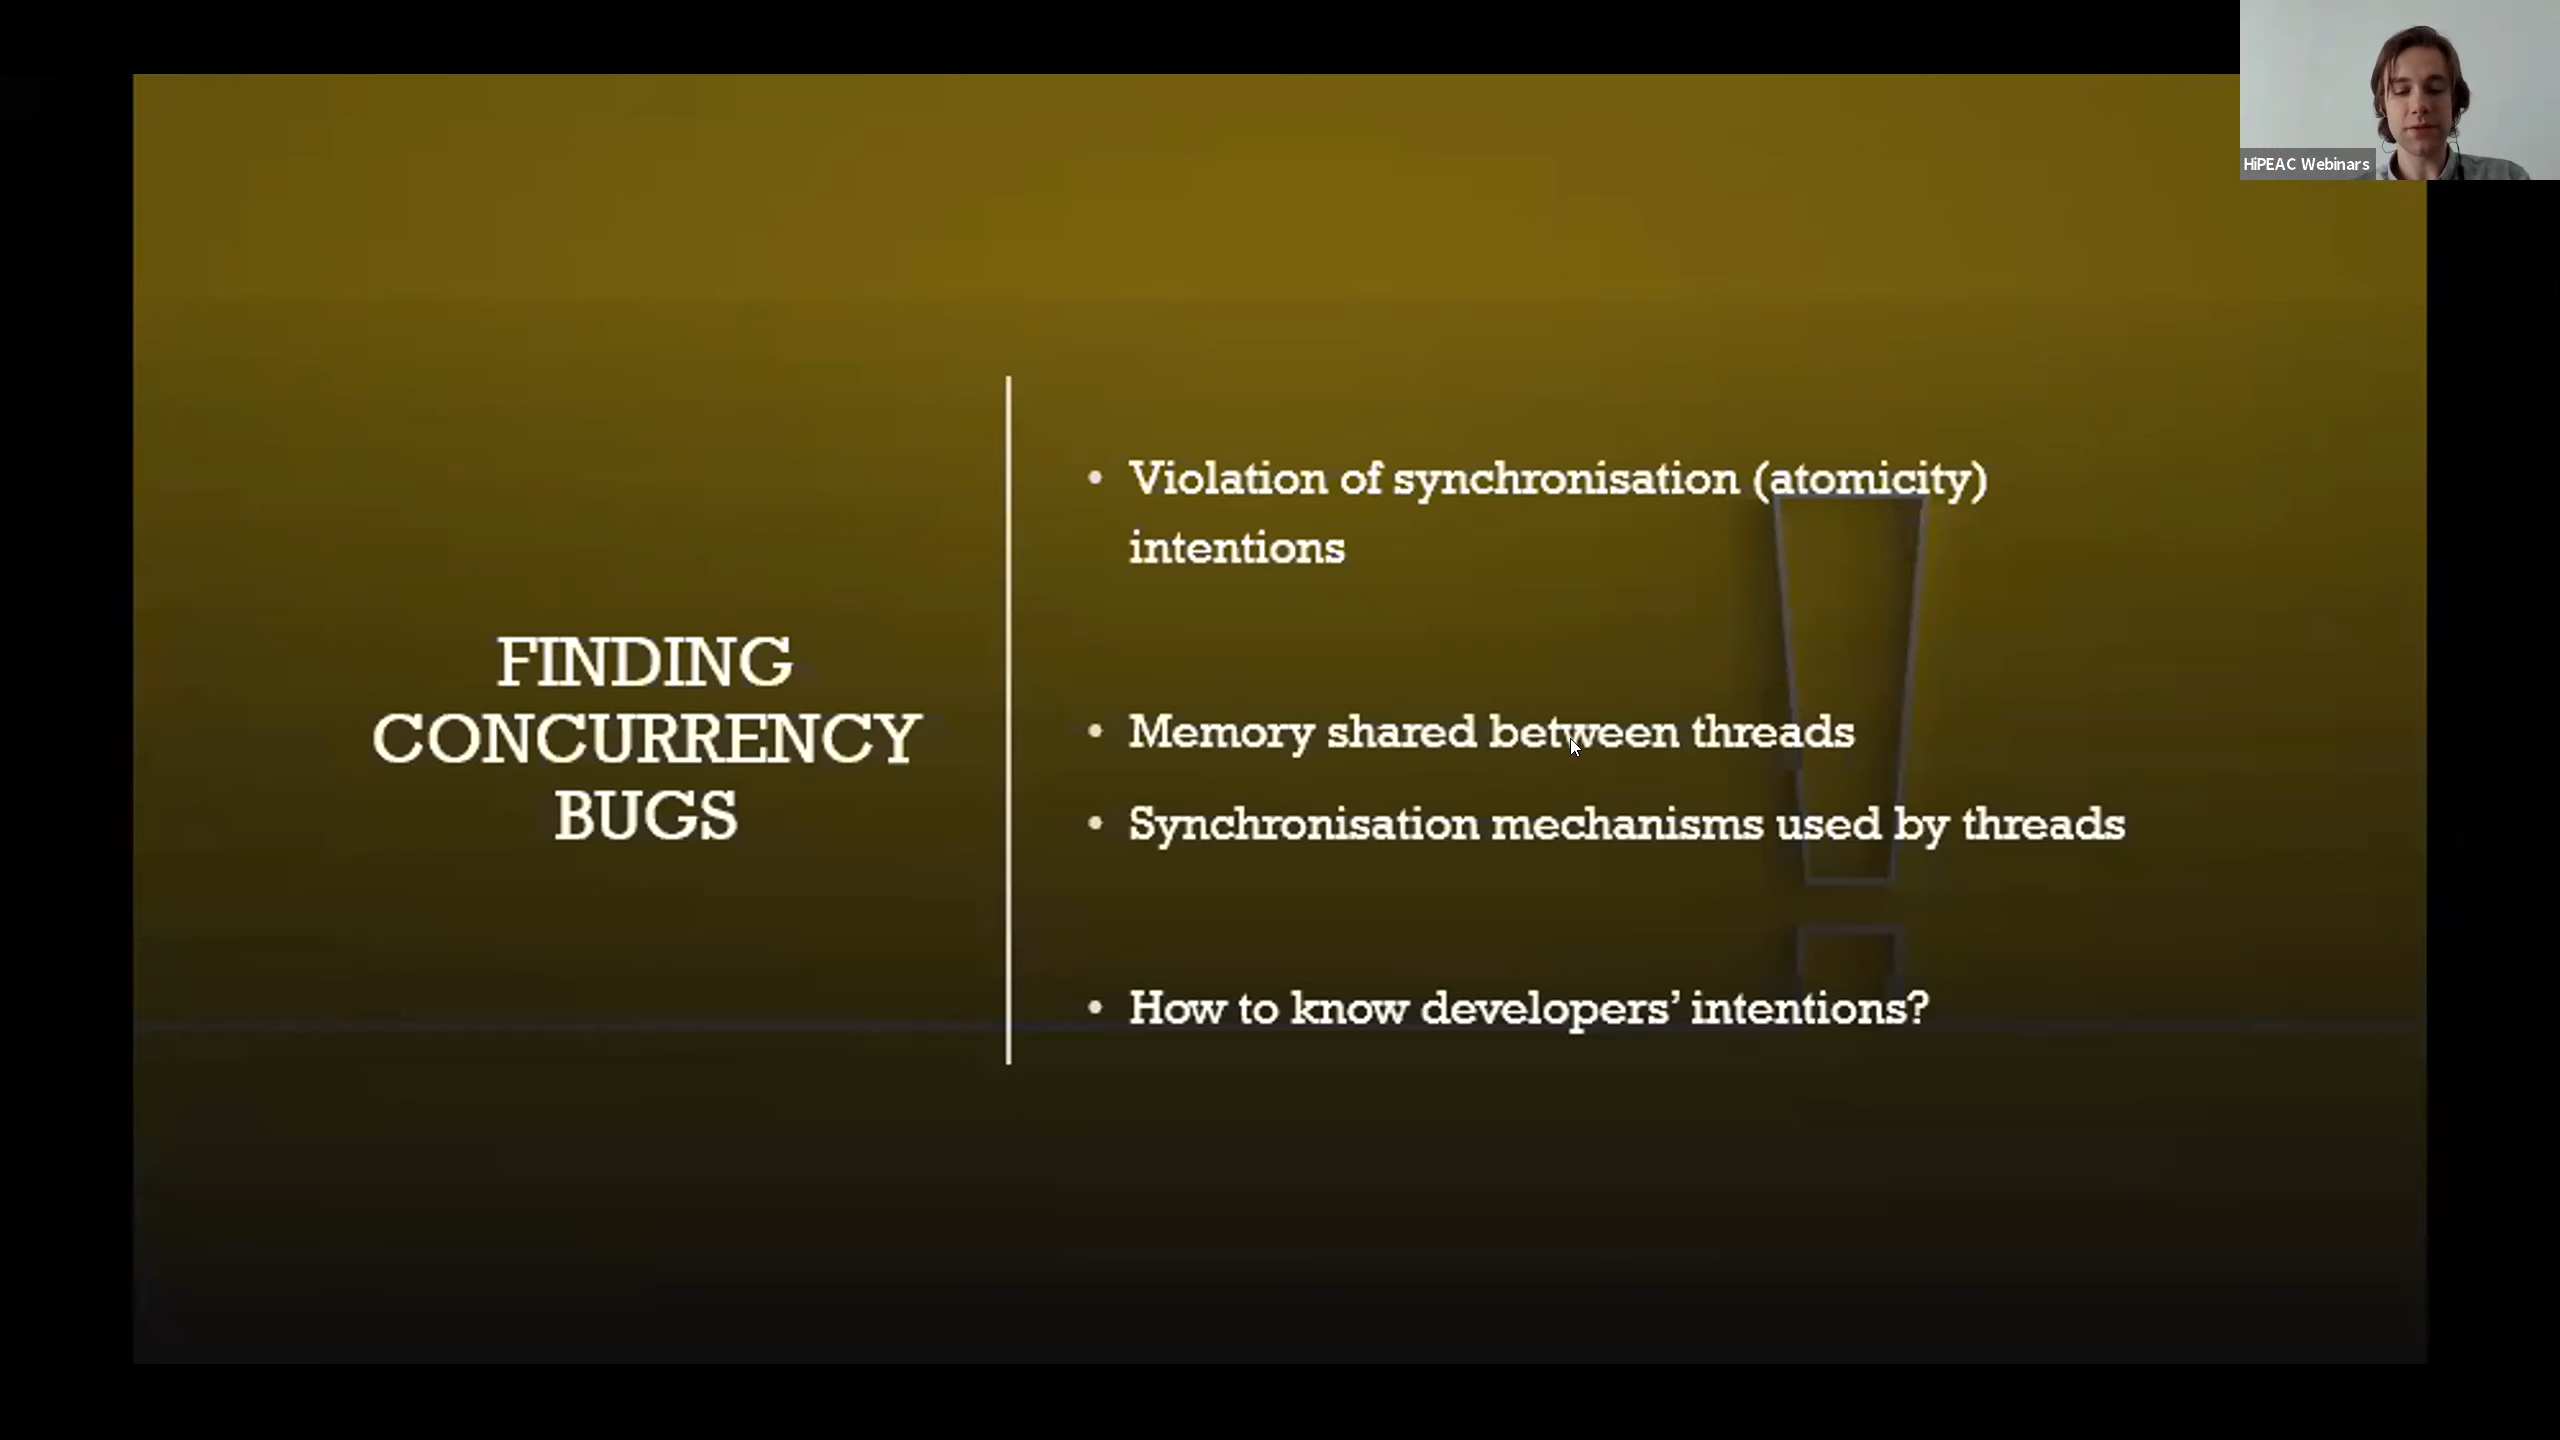 HiPEAC Webinars
FINDING
CONCURRENCY
BUGS
• Violation of synchronisation (atomicity)
intentions
• Memory shared between threads
• Synchronisation mechanisms used by threads
• How to know developers’ intentions?